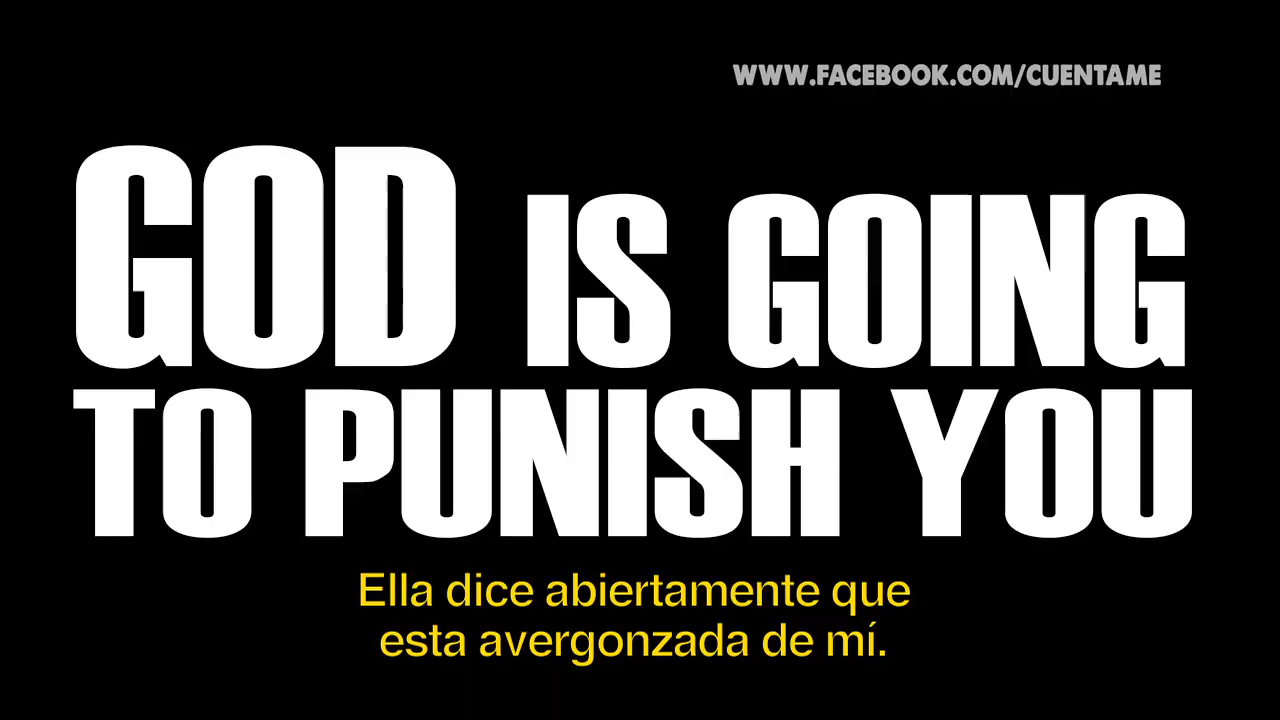 WWW.FACEBOOK.COM/CUENTAME
GOD IS GOING
TO PUNISH YOU
Ella dice abiertamente que
esta avergonzada de mí.